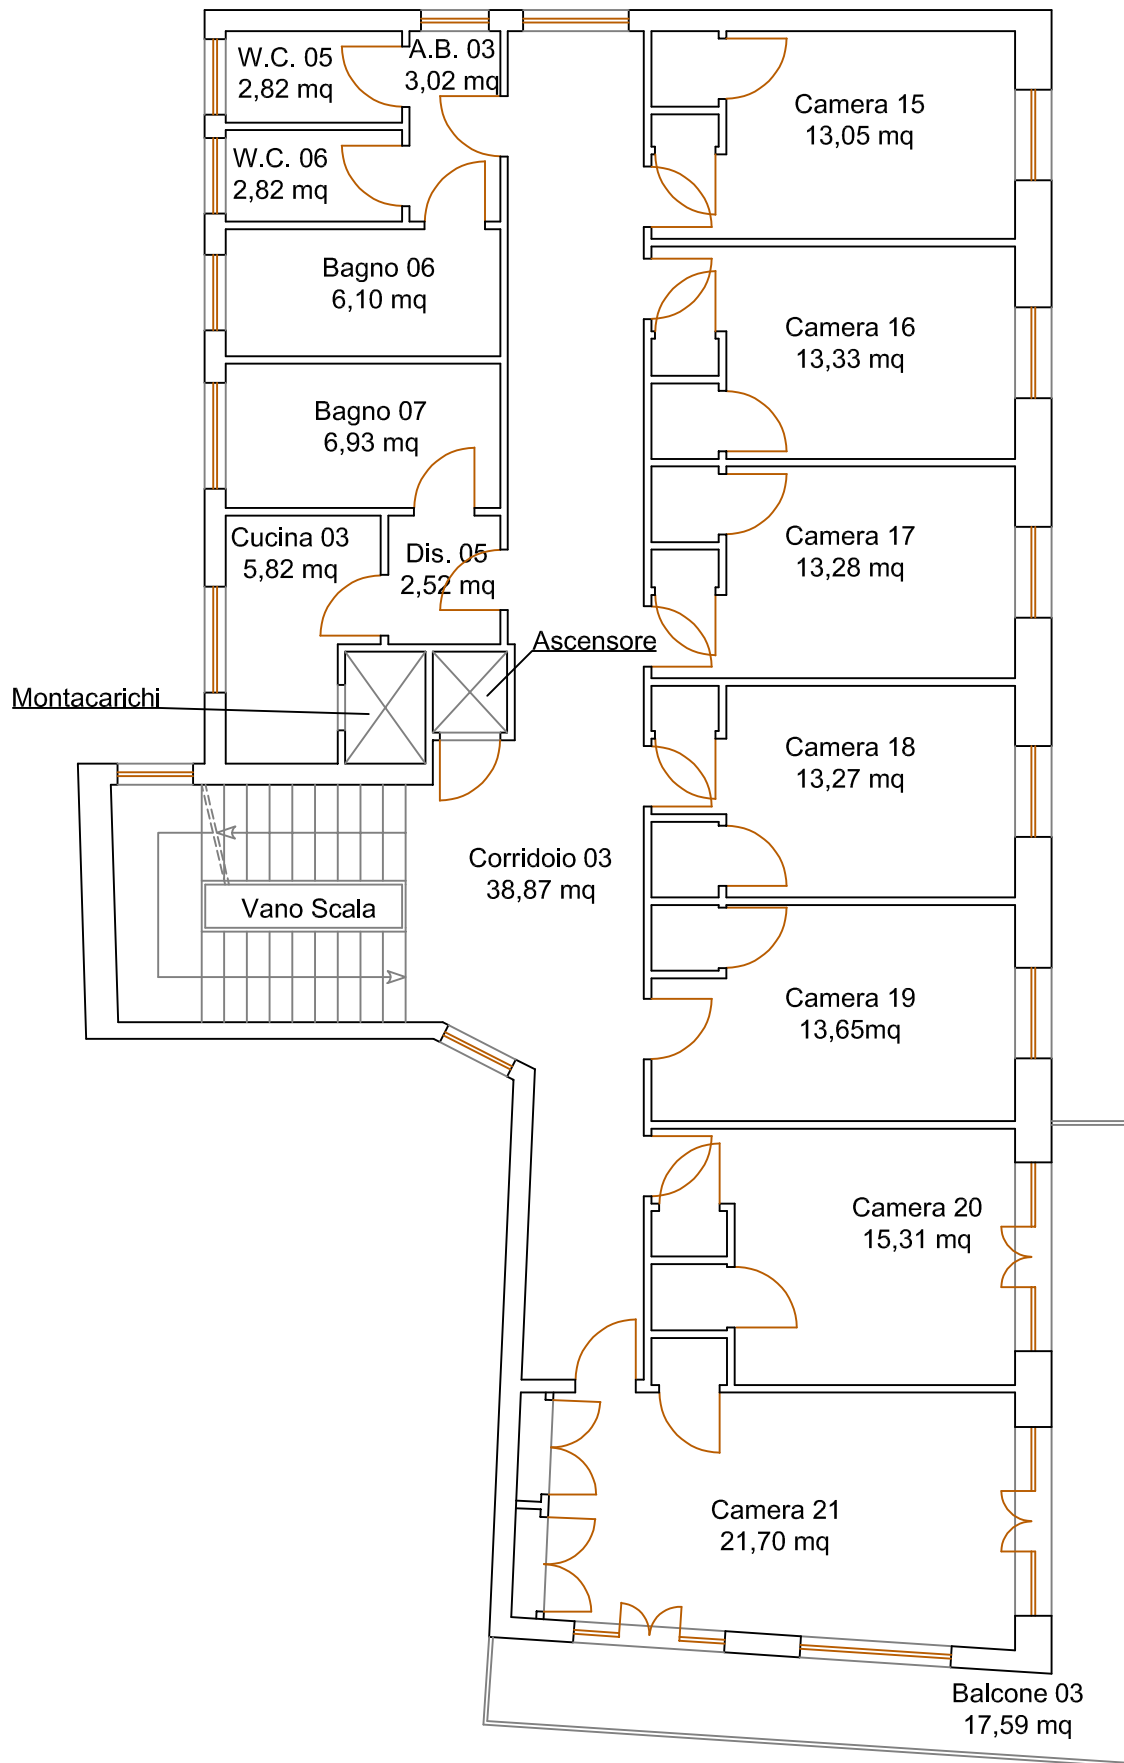 W.C. 05
2,82 mq
A.B. 03
3,02 mq
Camera 15
13,05 mq
W.C. 06
2,82 mq
Bagno 06
6,10 mq
Camera 16
13,33 mq
Bagno 07
6,93 mq
Cucina 03
5,82 mq
Dis. 05
2,52 mq
Camera 17
13,28 mq
Ascensore
Montacarichi
Camera 18
13,27 mq
Corridoio 03
38,87 mq
Vano Scala
Camera 19
13,65mq
Camera 20
15,31 mq
Camera 21
21,70 mq
Balcone 03
17,59 mq